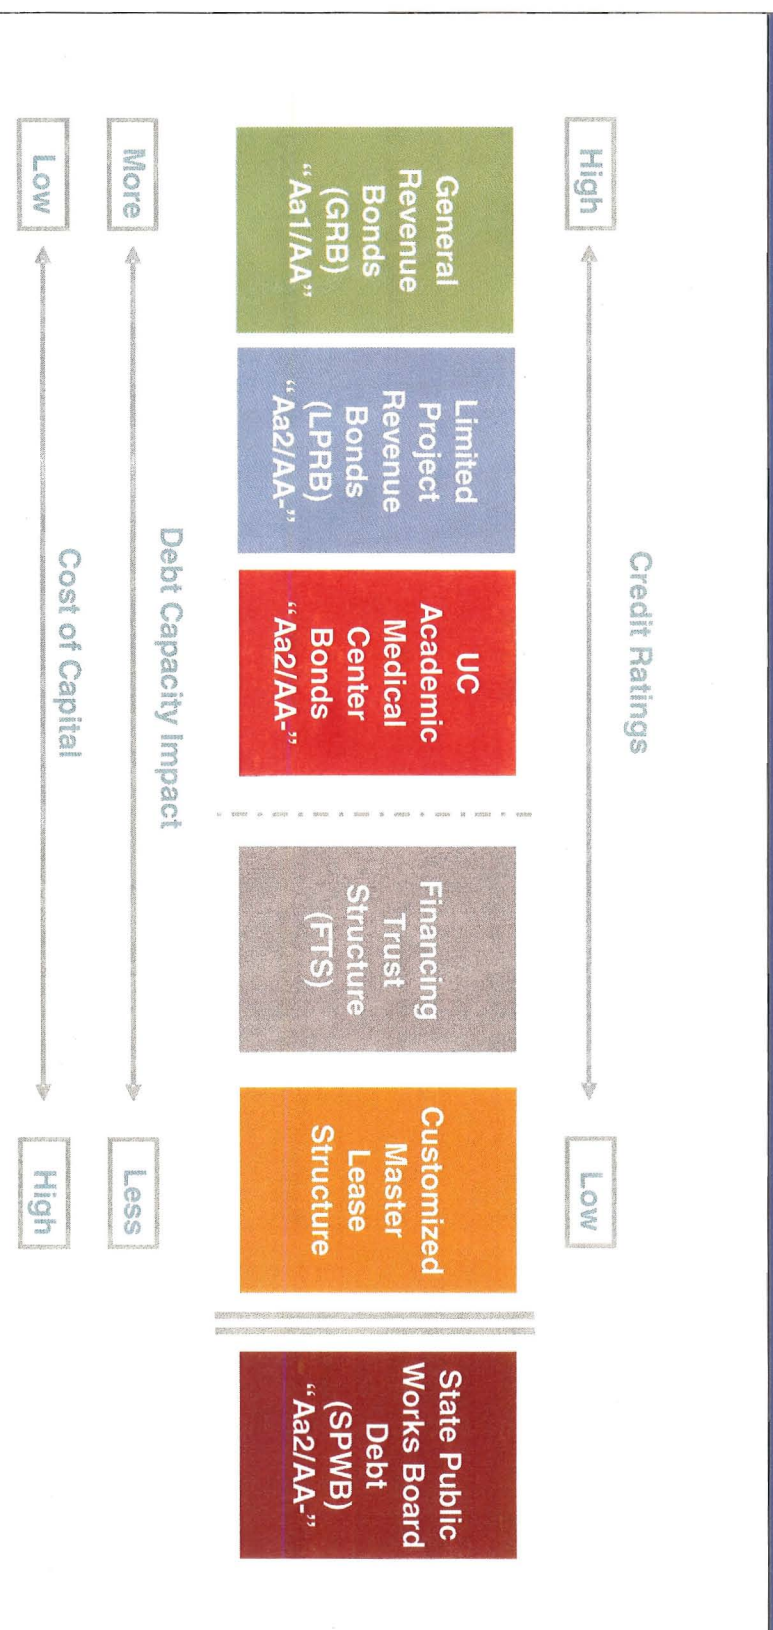 Credit Ratings
High
Low
General
Revenue
Bonds
(GRB)
“Aa1/AA”
Limited
Project
Revenue
Bonds
(LPRB)
“Aa2/AA-”
UC
Academic
Medical
Center
Bonds
“Aa2/AA-”
Financing
Trust
Structure
(FTS)
Customized
Master
Lease
Structure
State Public
Works Board
Debt
(SPWB)
“Aa2/AA-”
More
Debt Capacity Impact
Less
Low
Cost of Capital
High